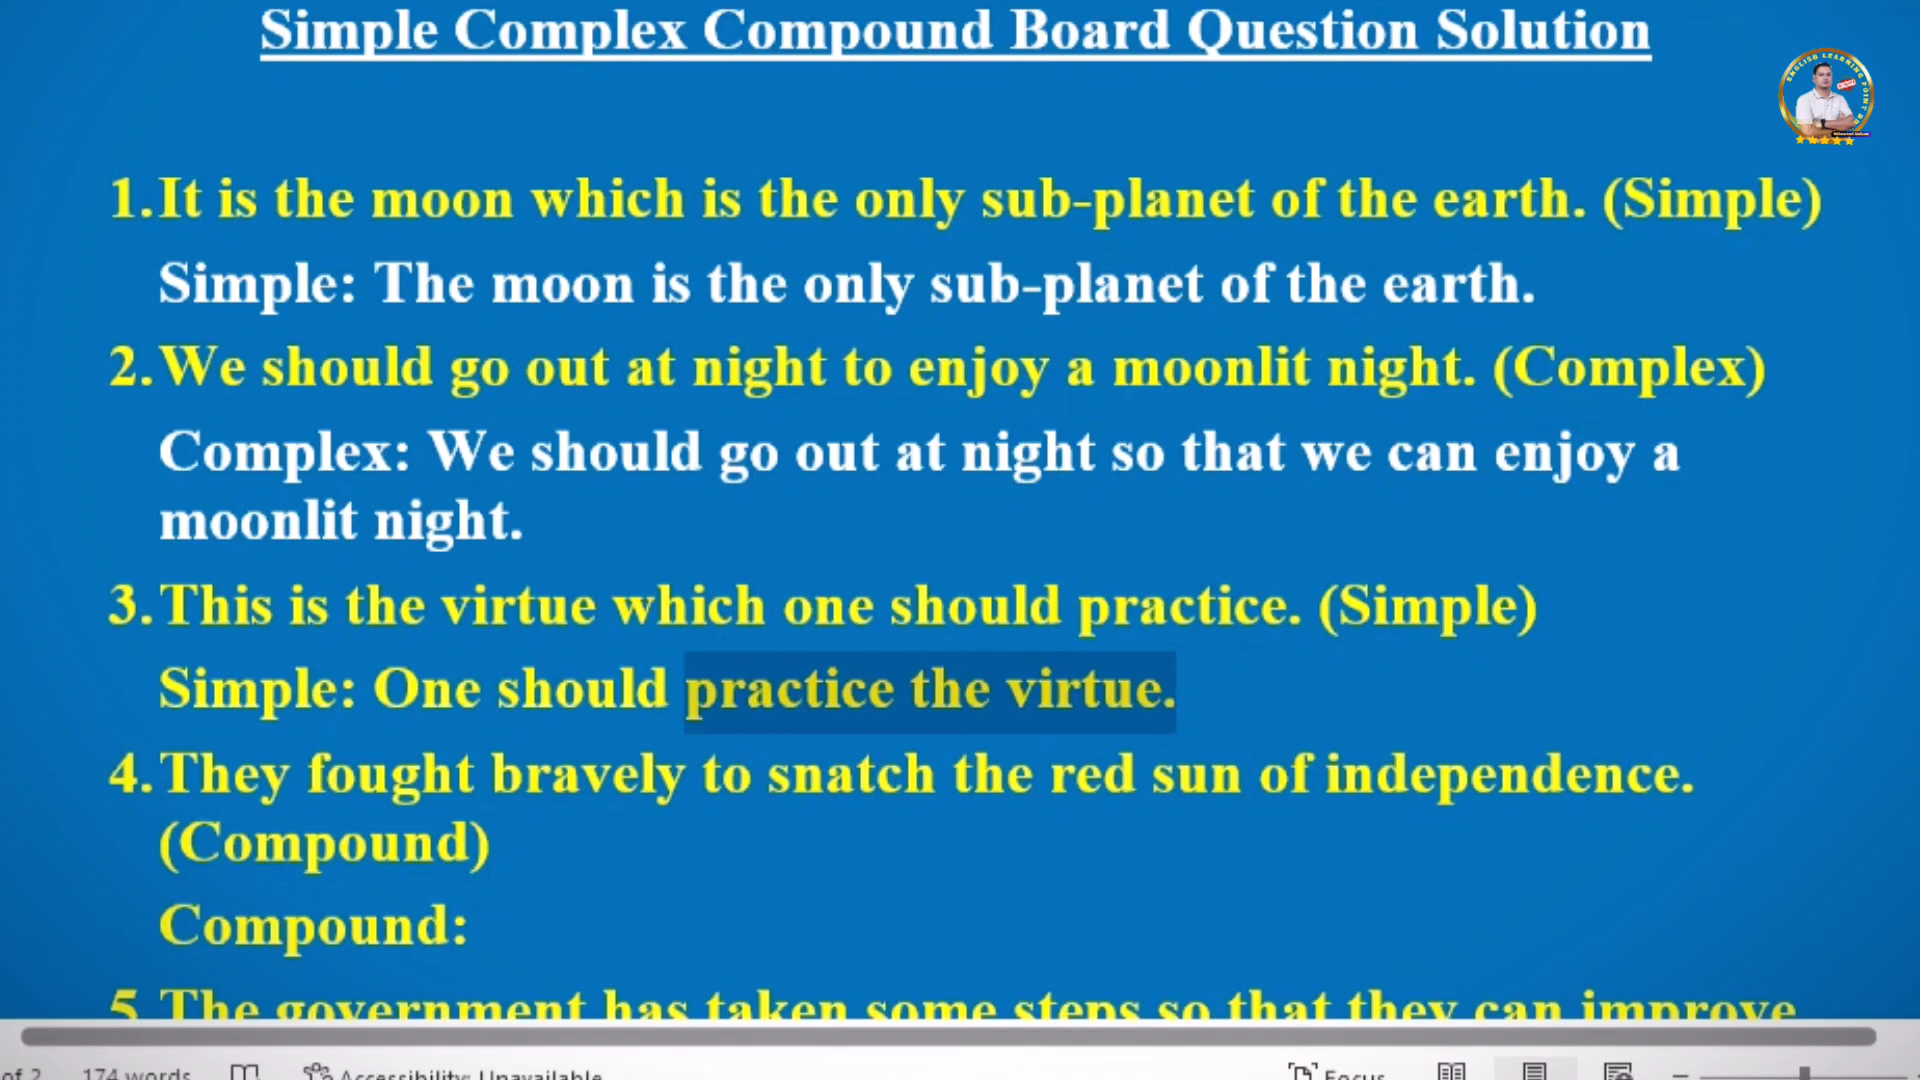 Simple Complex Compound Board Question Solution
ENGLISH LEARNING POINT
1.It is the moon which is the only sub-planet of the earth. (Simple)
Simple: The moon is the only sub-planet of the earth.
2.We should go out at night to enjoy a moonlit night. (Complex)
Complex: We should go out at night so that we can enjoy a
moonlit night.
3.This is the virtue which one should practice. (Simple)
Simple: One should practice the virtue.
4.They fought bravely to snatch the red sun of independence.
(Compound)
Compound:
5.The government has taken some steps so that they can improve
of 2 174 words Accessibility: Unavailable Focus